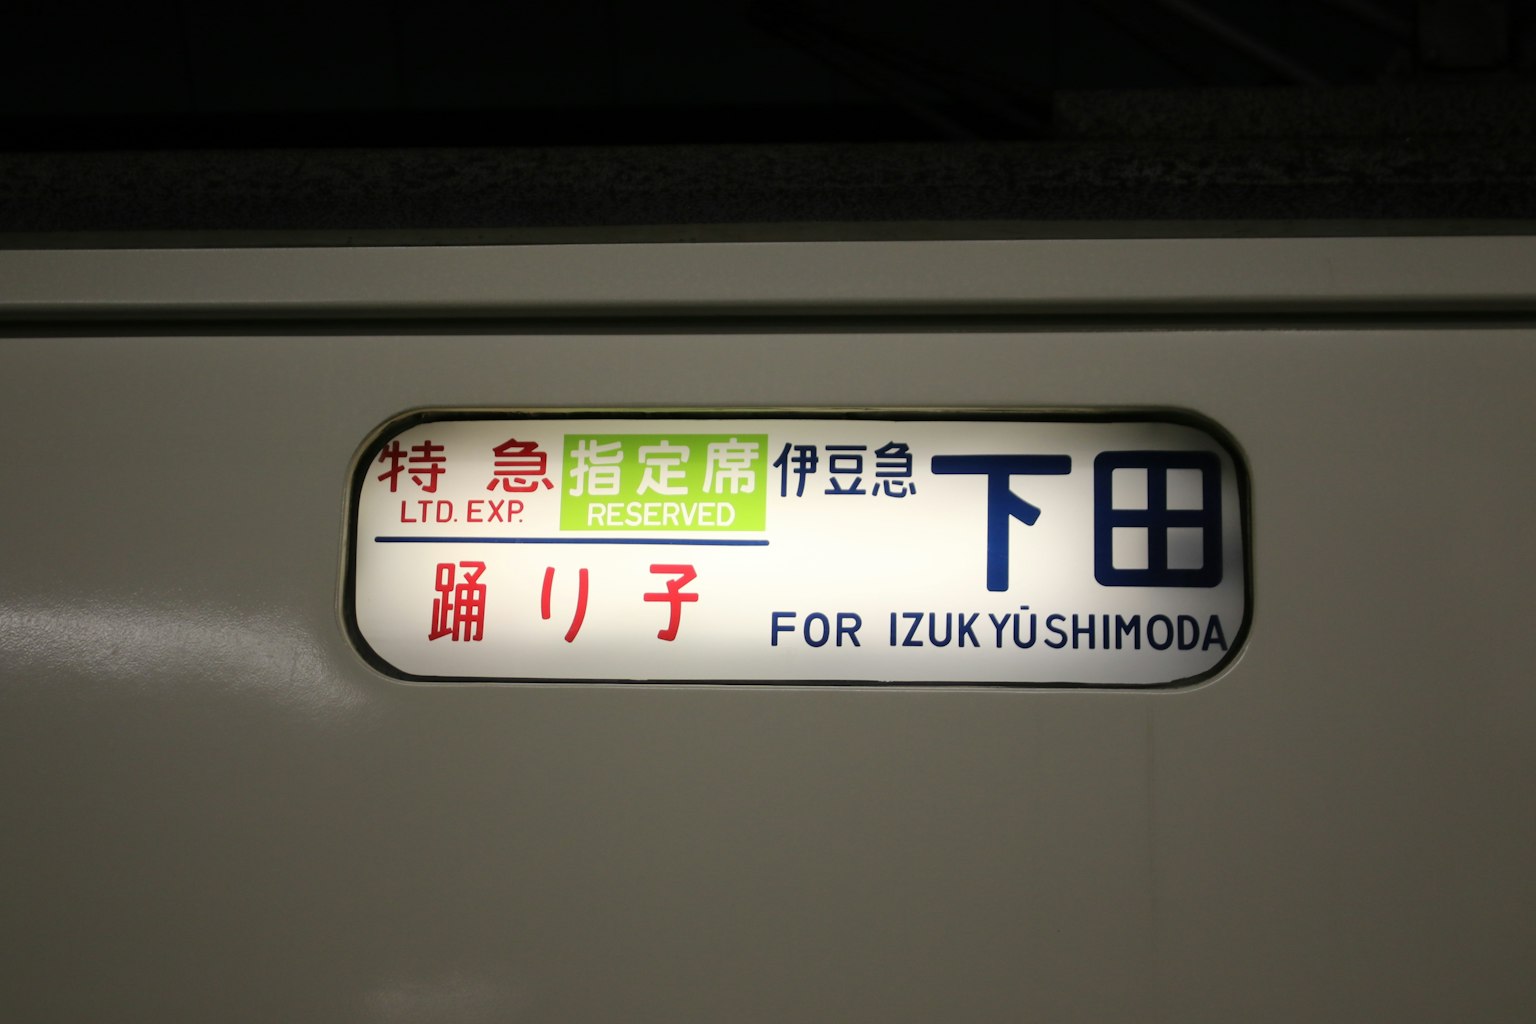 特急
LTD. EXP.
指定席
RESERVED
踊り子
伊豆急下田
FOR IZUKYŪSHIMODA